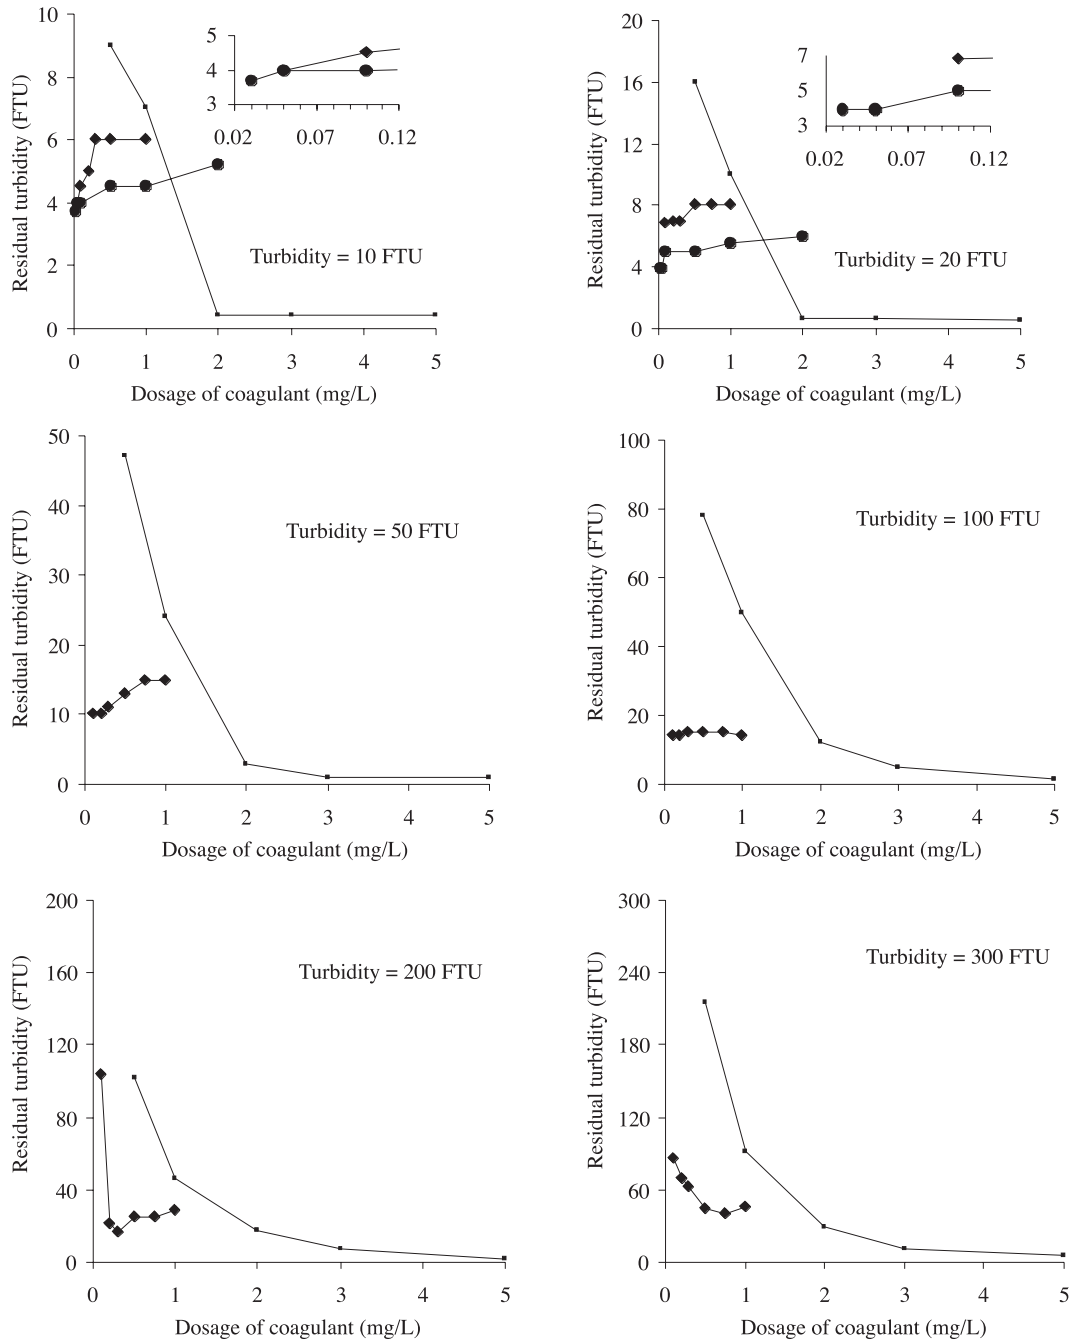 Residual turbidity (FTU)
10
8
6
4
2
0
5
4
3
0.02 0.07 0.12
Turbidity = 10 FTU
0 1 2 3 4 5
Dosage of coagulant (mg/L)
Residual turbidity (FTU)
20
16
12
8
4
0
7
5
3
0.02 0.07 0.12
Turbidity = 20 FTU
0 1 2 3 4 5
Dosage of coagulant (mg/L)
Residual turbidity (FTU)
50
40
30
20
10
0
Turbidity = 50 FTU
0 1 2 3 4 5
Dosage of coagulant (mg/L)
Residual turbidity (FTU)
100
80
60
40
20
0
Turbidity = 100 FTU
0 1 2 3 4 5
Dosage of coagulant (mg/L)
Residual turbidity (FTU)
200
160
120
80
40
0
Turbidity = 200 FTU
0 1 2 3 4 5
Dosage of coagulant (mg/L)
Residual turbidity (FTU)
300
240
180
120
60
0
Turbidity = 300 FTU
0 1 2 3 4 5
Dosage of coagulant (mg/L)